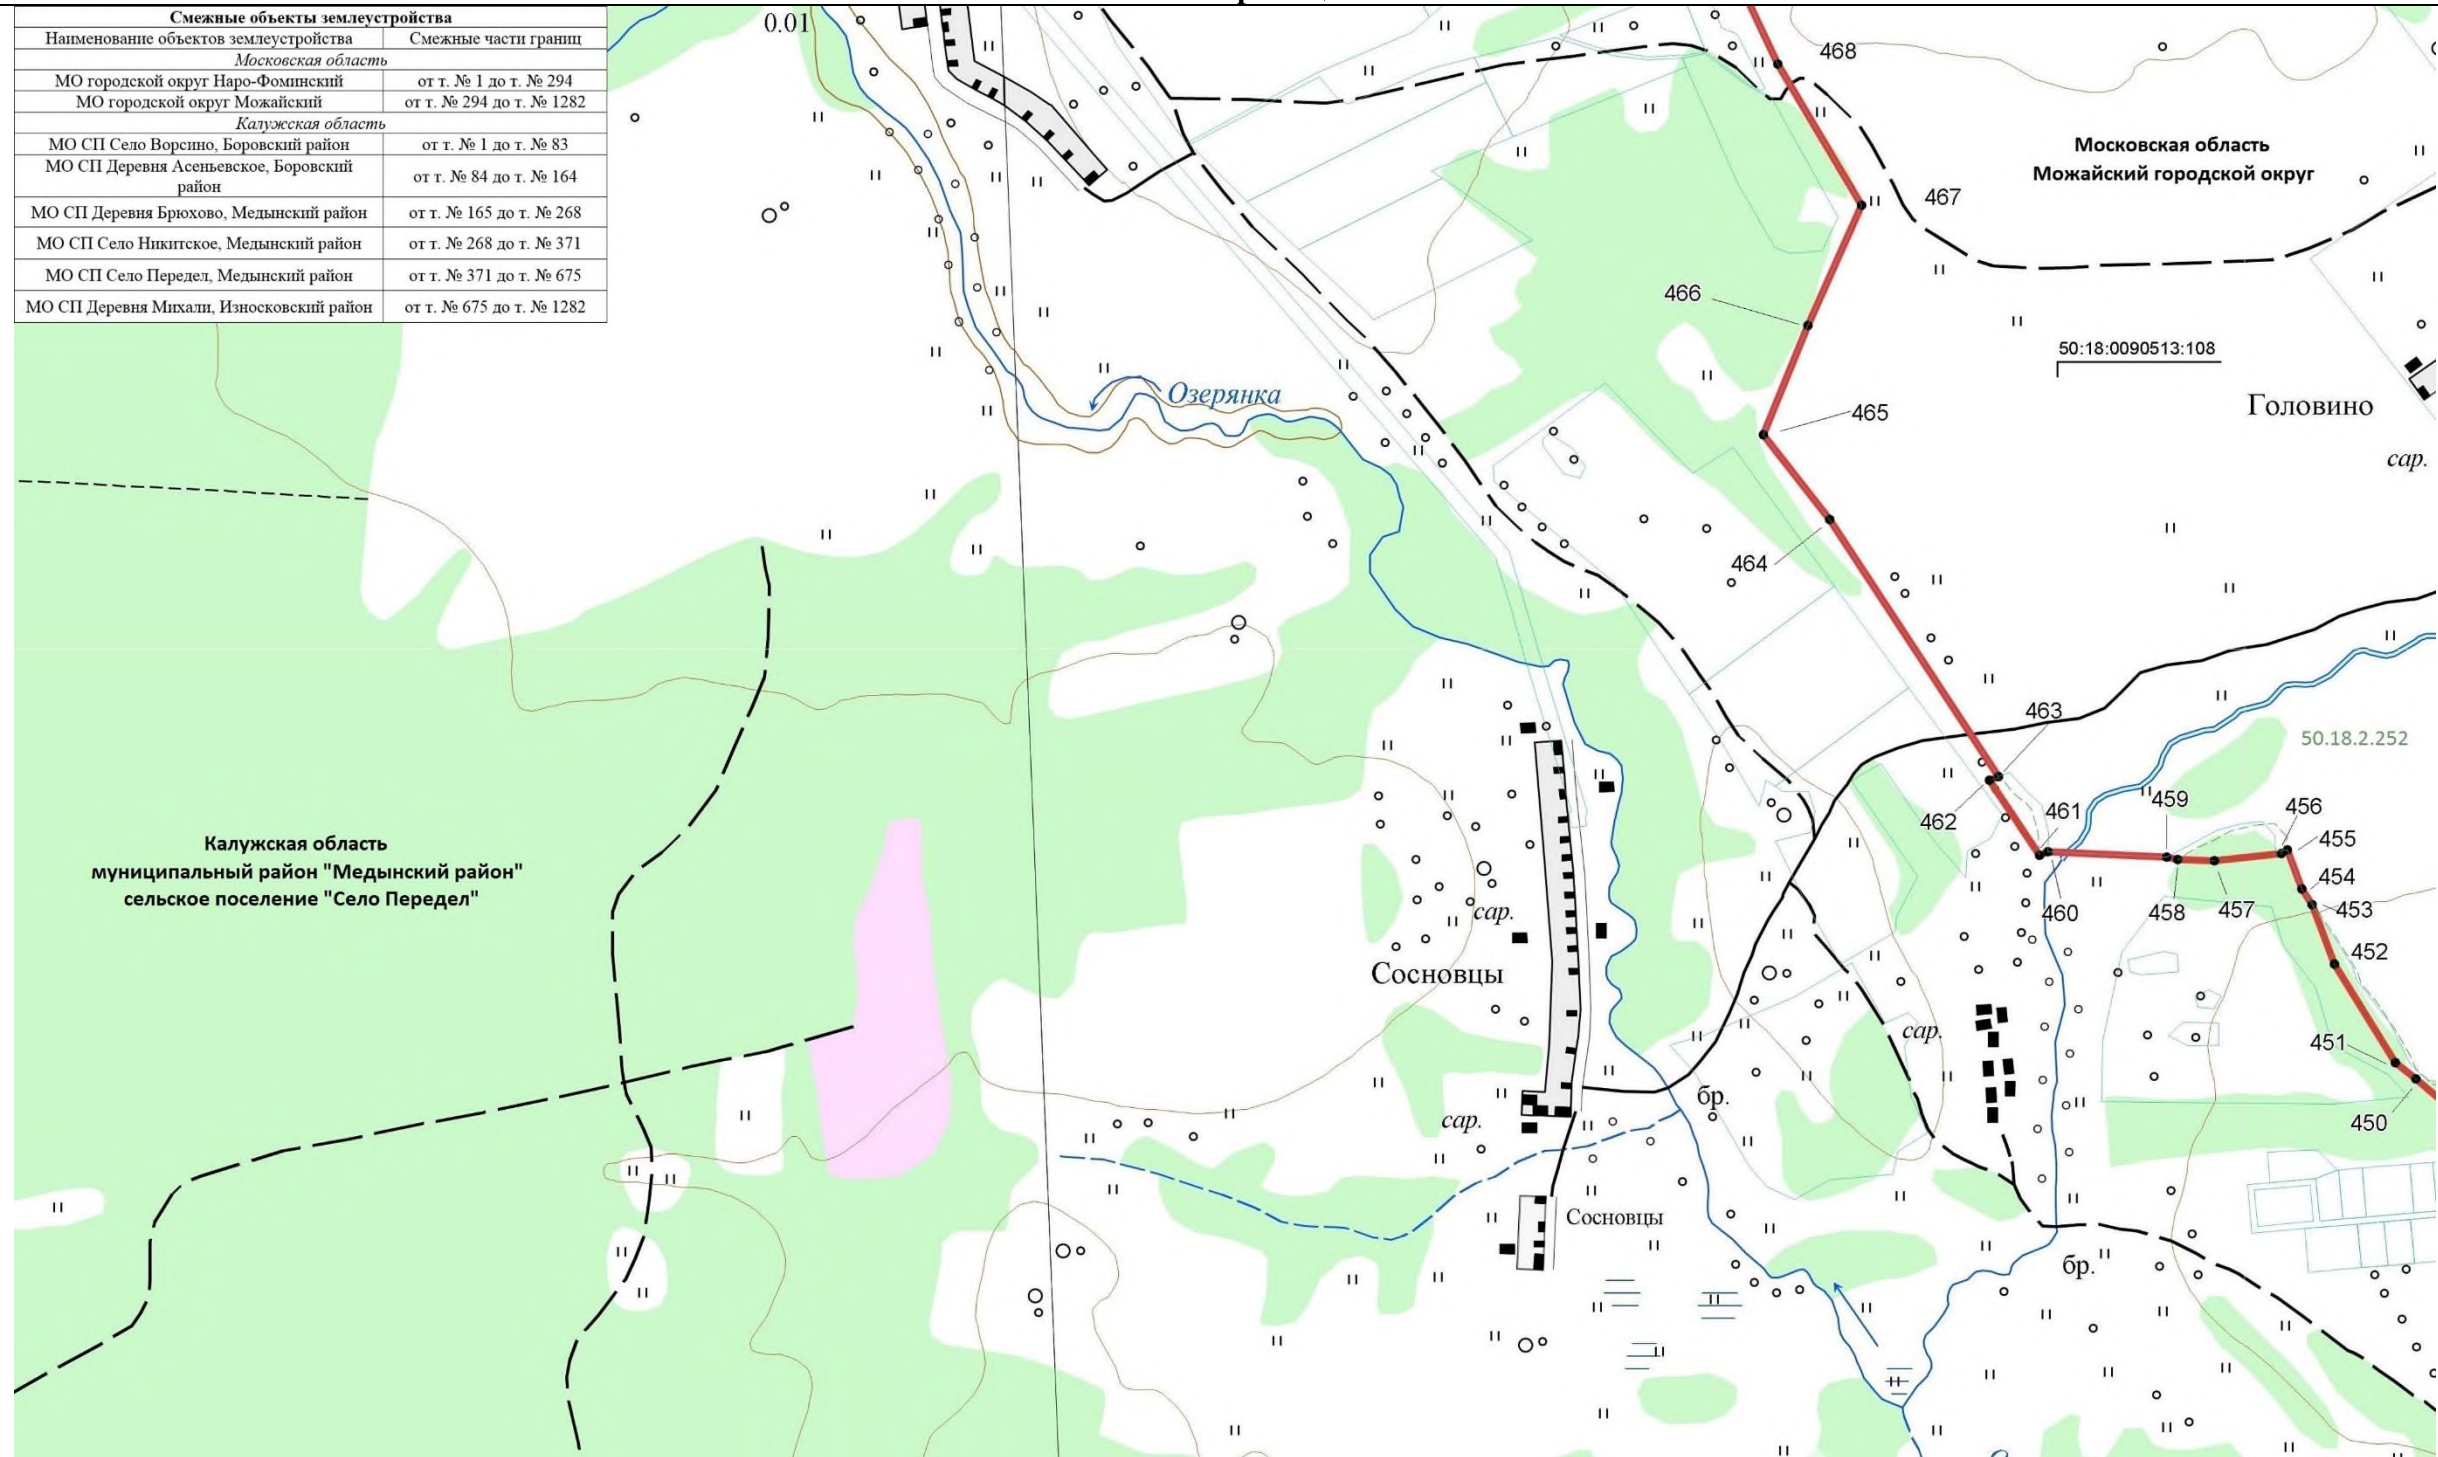 Смежные объекты землеустройства
Наименование объектов землеустройства Смежные части границ
Московская область
МО городской округ Наро-Фоминский от т. № 1 до т. № 294
МО городской округ Можайский от т. № 294 до т. № 1282
Калужская область
МО СП Село Ворсино, Боровский район от т. № 1 до т. № 83
МО СП Деревня Асеньевское, Боровский
район
от т. № 84 до т. № 164
МО СП Деревня Брюхово, Медынский район от т. № 165 до т. № 268
МО СП Село Никитское, Медынский район от т. № 268 до т. № 371
МО СП Село Передел, Медынский район от т. № 371 до т. № 675
МО СП Деревня Михали, Износковский район от т. № 675 до т. № 1282
0.01
468
Московская область
Можайский городской округ
467
466
50:18:0090513:108
Озерянка
465
Головино
сар.
464
463
50.18.2.252
459
456
461
462
455
Калужская область
муниципальный район "Медынский район"
сельское поселение "Село Передел"
454
453
460
458
457
сар.
452
Сосновцы
сар.
451
бр.
сар.
450
Сосновцы
бр.